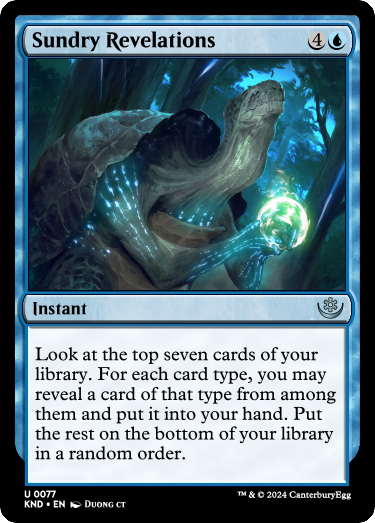 Sundry Revelations 4
Instant
Look at the top seven cards of your
library. For each card type, you may
reveal a card of that type from among
them and put it into your hand. Put
the rest on the bottom of your library
in a random order.
U 0077
KND • EN Duong ct
™ & © 2024 CanterburyEgg